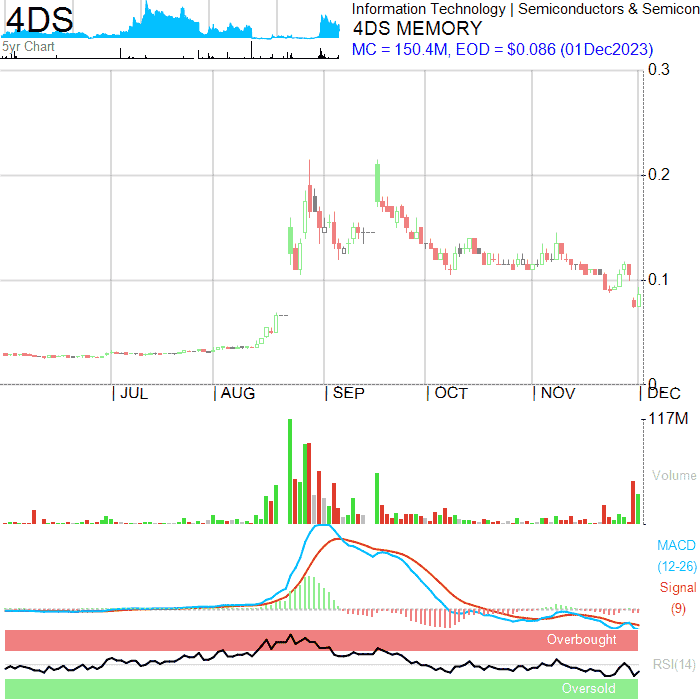 4DS
5yr Chart
Information Technology | Semiconductors & Semicon
4DS MEMORY
MC = 150.4M, EOD = $0.086 (01Dec2023)
0.3
0.2
0.1
0
JUL
AUG
SEP
OCT
NOV
DEC
117M
Volume
MACD
(12-26)
Signal
(9)
Overbought
RSI(14)
Oversold